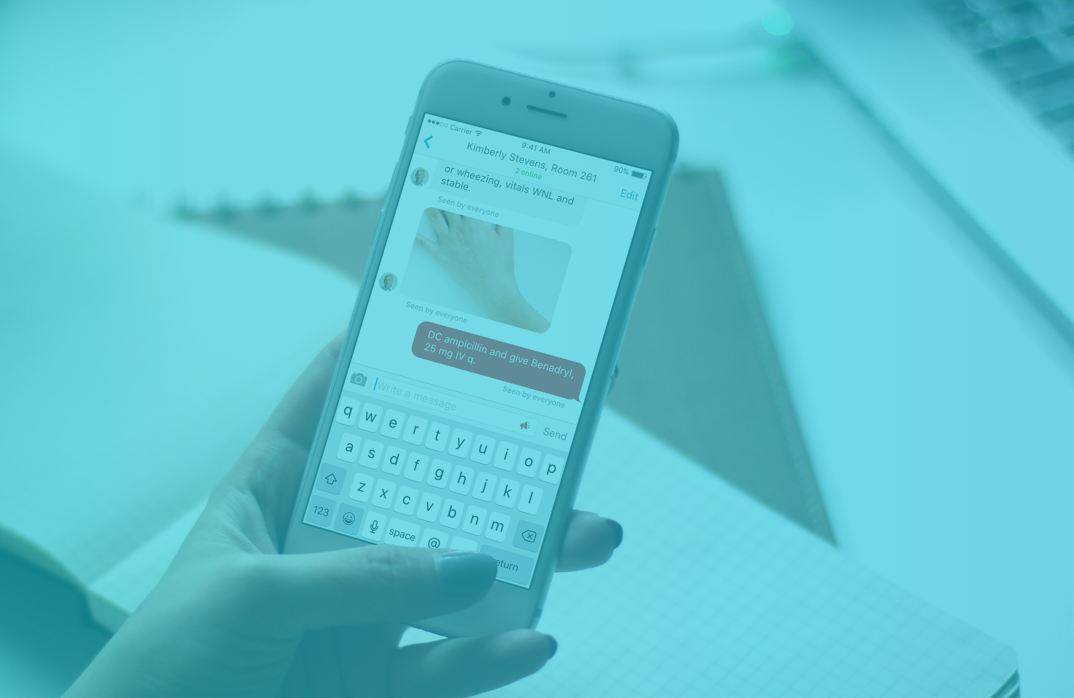 Carrier 9:41 AM 90%
Kimberly Stevens, Room 261
2 online
Edit
or wheezing, vitals WNL and
stable.
Seen by everyone
Seen by everyone
DC ampicillin and give Benadryl,
25 mg IV q.
Seen by everyone
Write a message
Send
q w e r t y u i o p
a s d f g h j k l
z x c v b n m
123 space @ . return